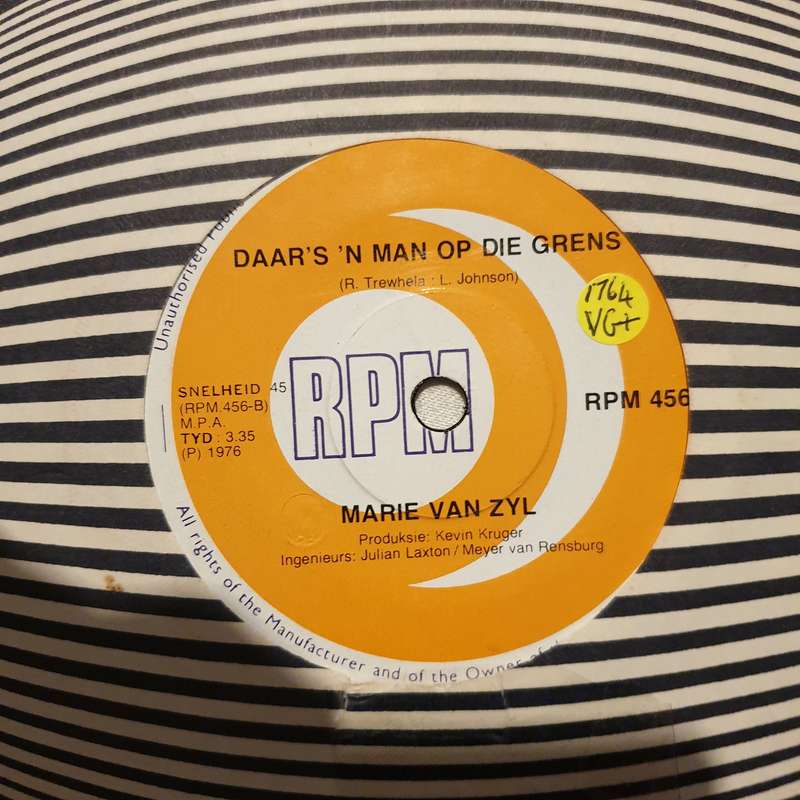 DAAR'S 'N MAN OP DIE GRENS
(R. Trewhela : L. Johnson)
1764
VG+
SNELHEID 45
(RPM.456-B)
M.P.A.
TYD : 3.35
(P) 1976
RPM
RPM 456
MARIE VAN ZYL
Produksie: Kevin Kruger
Ingenieurs: Julian Laxton / Meyer van Rensburg
Unauthorised
All rights of the Manufacturer and of the Owner of the